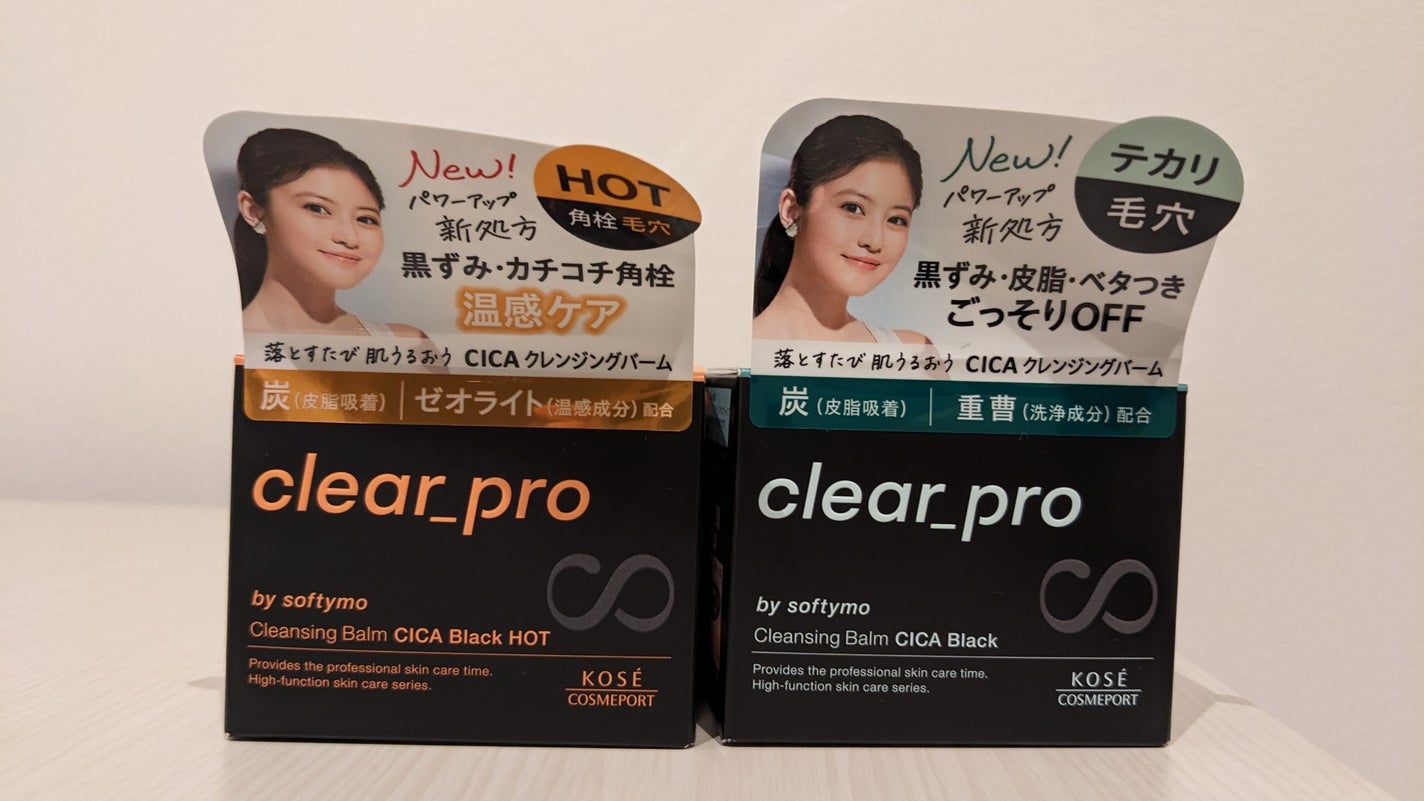 New!
パワーアップ
新処方
HOT
角栓 毛穴
黒ずみ・カチコチ角栓
温感ケア
落とすたび 肌うるおう CICA クレンジングバーム
炭(皮脂吸着) ゼオライト(温感成分)配合
clear_pro
by softymo
Cleansing Balm CICA Black HOT
Provides the professional skin care time.
High-function skin care series.
KOSÉ
COSMEPORT
New!
パワーアップ
新処方
テカリ
毛穴
黒ずみ・皮脂・ベタつき
ごっそりOFF
落とすたび 肌うるおう CICA クレンジングバーム
炭(皮脂吸着) 重曹(洗浄成分)配合
clear_pro
by softymo
Cleansing Balm CICA Black
Provides the professional skin care time.
High-function skin care series.
KOSÉ
COSMEPORT